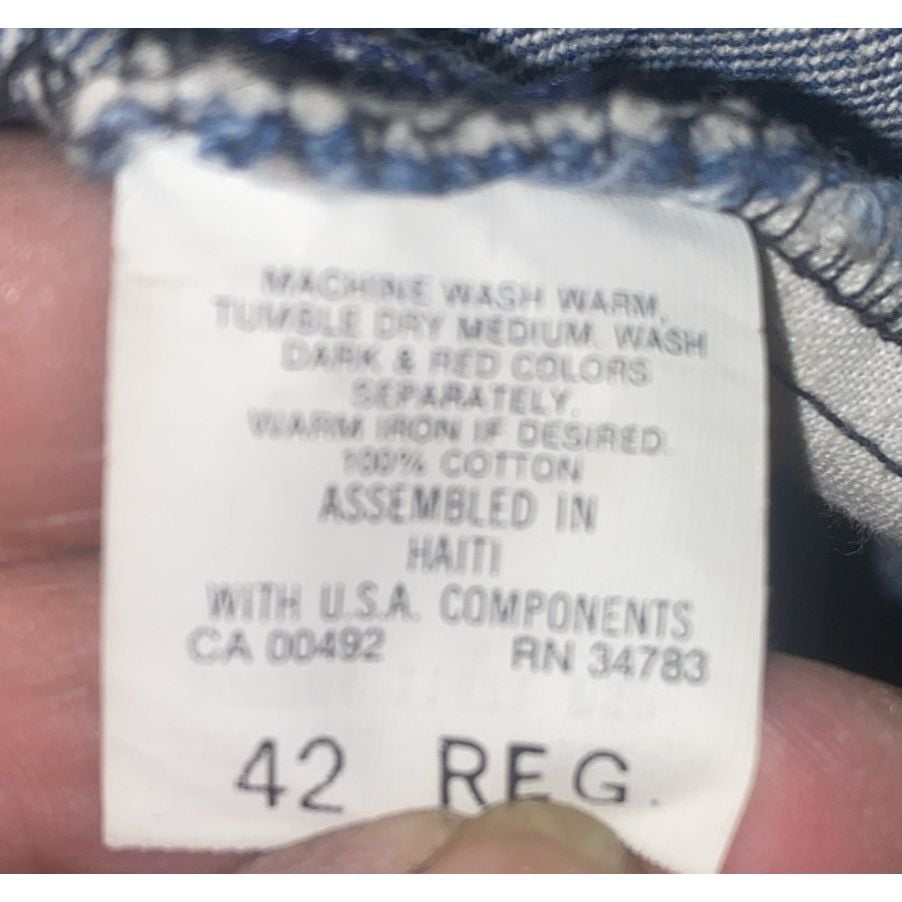 MACHINE WASH WARM,
TUMBLE DRY MEDIUM. WASH
DARK & RED COLORS
SEPARATELY.
WARM IRON IF DESIRED.
100% COTTON
ASSEMBLED IN
HAITI
WITH U.S.A. COMPONENTS
CA 00492 RN 34783
42 REG.